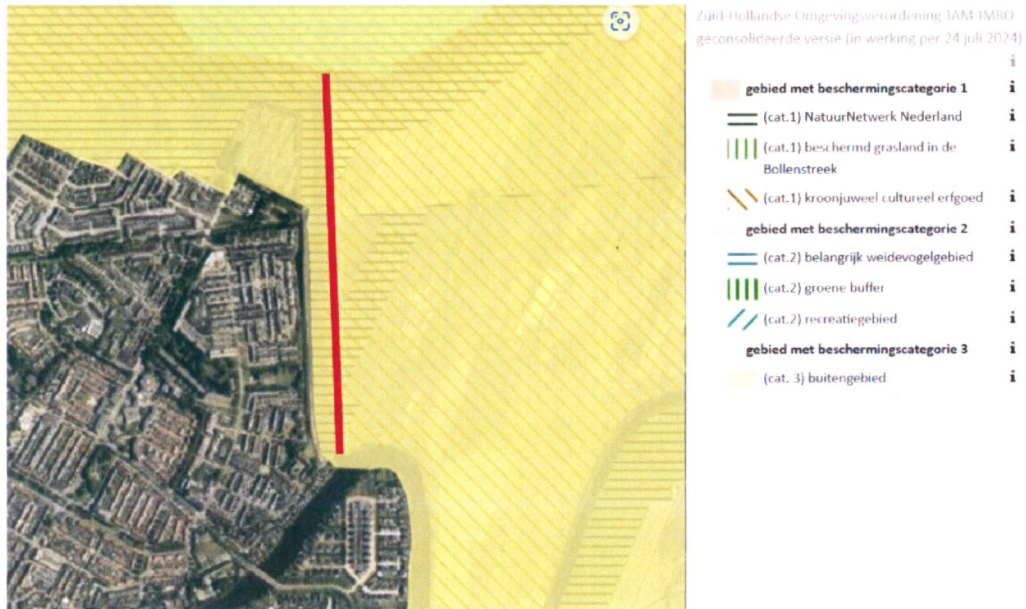 Zuid-Hollandse Omgevingsverordening TAM-IMRO
geconsolideerde versie (in werking per 24 juli 2024)
i
gebied met beschermingscategorie 1 i
(cat.1) NatuurNetwerk Nederland i
(cat.1) beschermd grasland in de i
Bollenstreek
(cat.1) kroonjuweel cultureel erfgoed i
gebied met beschermingscategorie 2 i
(cat.2) belangrijk weidevogelgebied i
(cat.2) groene buffer i
(cat.2) recreatiegebied i
gebied met beschermingscategorie 3 i
(cat. 3) buitengebied i